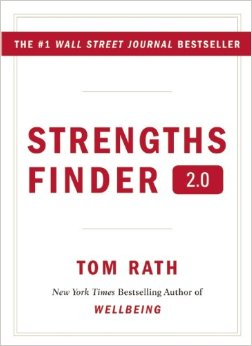 THE #1 WALL STREET JOURNAL BESTSELLER
STRENGTHS
FINDER 2.0
TOM RATH
New York Times Bestselling Author of
WELLBEING